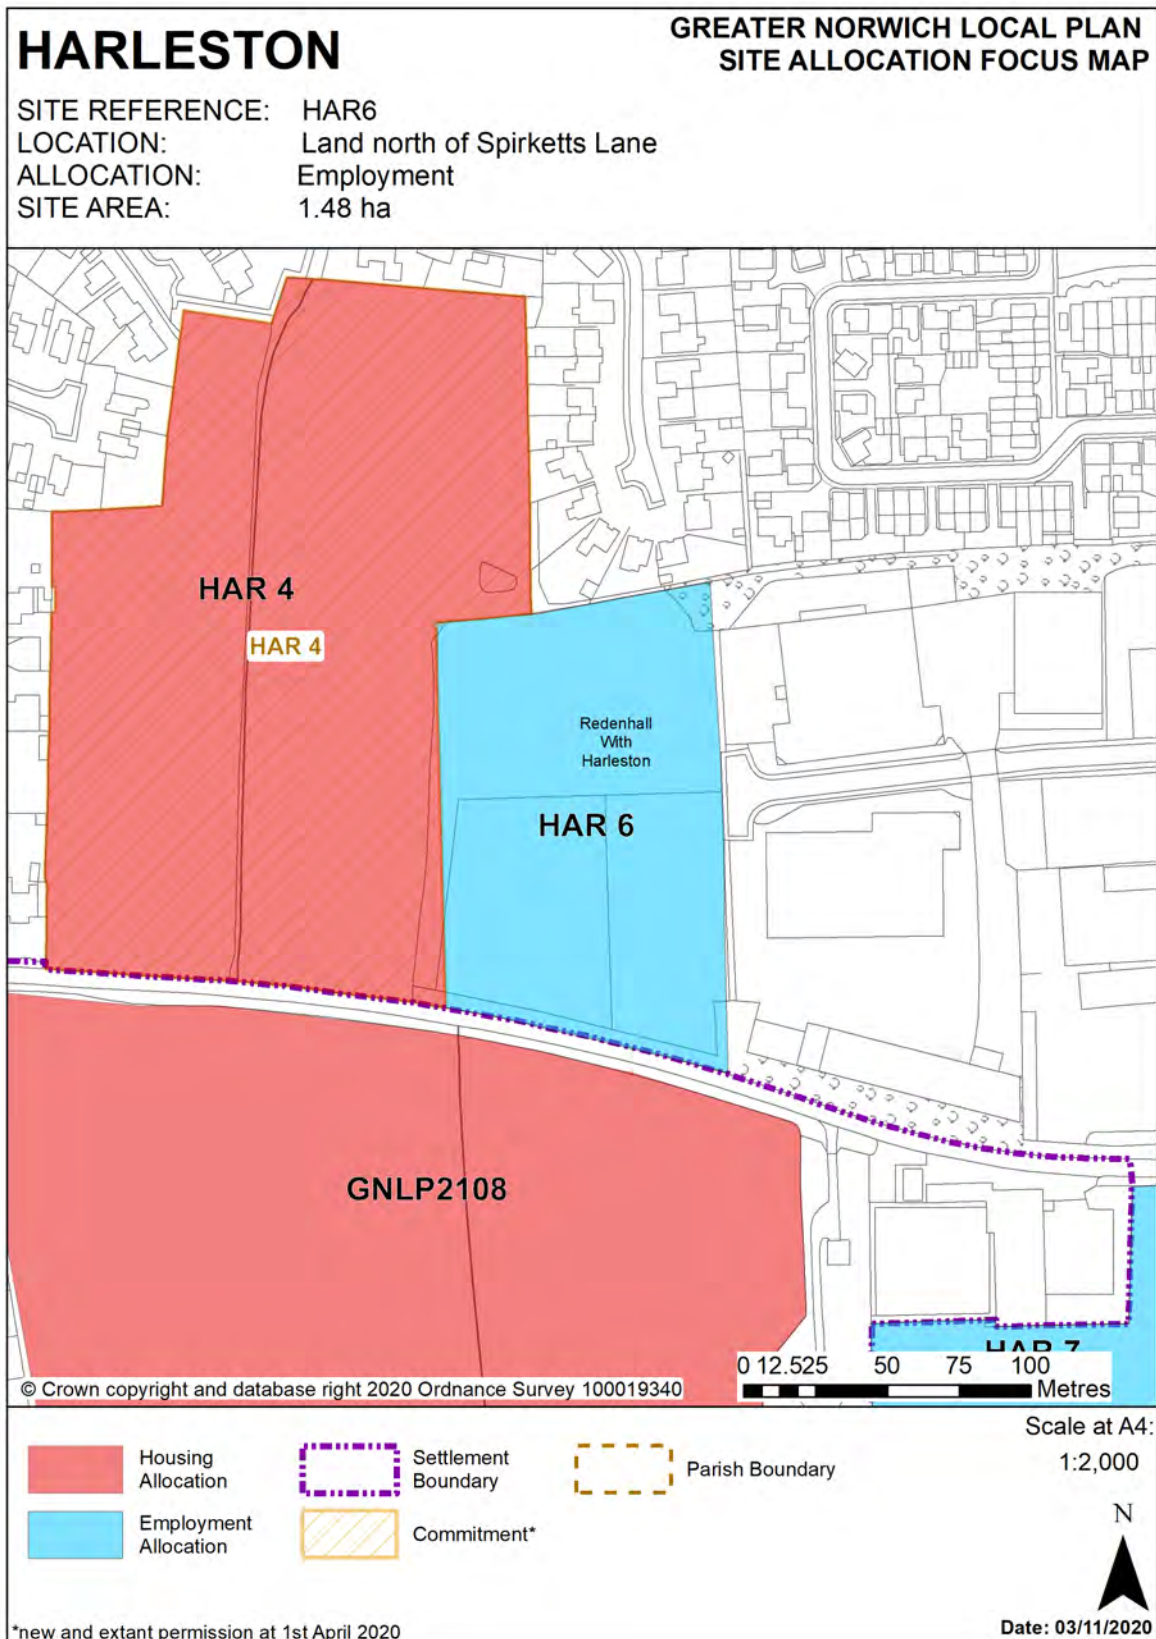 HARLESTON
GREATER NORWICH LOCAL PLAN
SITE ALLOCATION FOCUS MAP
SITE REFERENCE: HAR6
LOCATION: Land north of Spirketts Lane
ALLOCATION: Employment
SITE AREA: 1.48 ha
HAR 4
HAR 4
Redenhall
With
Harleston
HAR 6
GNLP2108
HAR 7
0 12.525 50 75 100
Metres
© Crown copyright and database right 2020 Ordnance Survey 100019340
Housing
Allocation
Settlement
Boundary
Parish Boundary
Employment
Allocation
Commitment*
Scale at A4:
1:2,000
N
*new and extant permission at 1st April 2020
Date: 03/11/2020